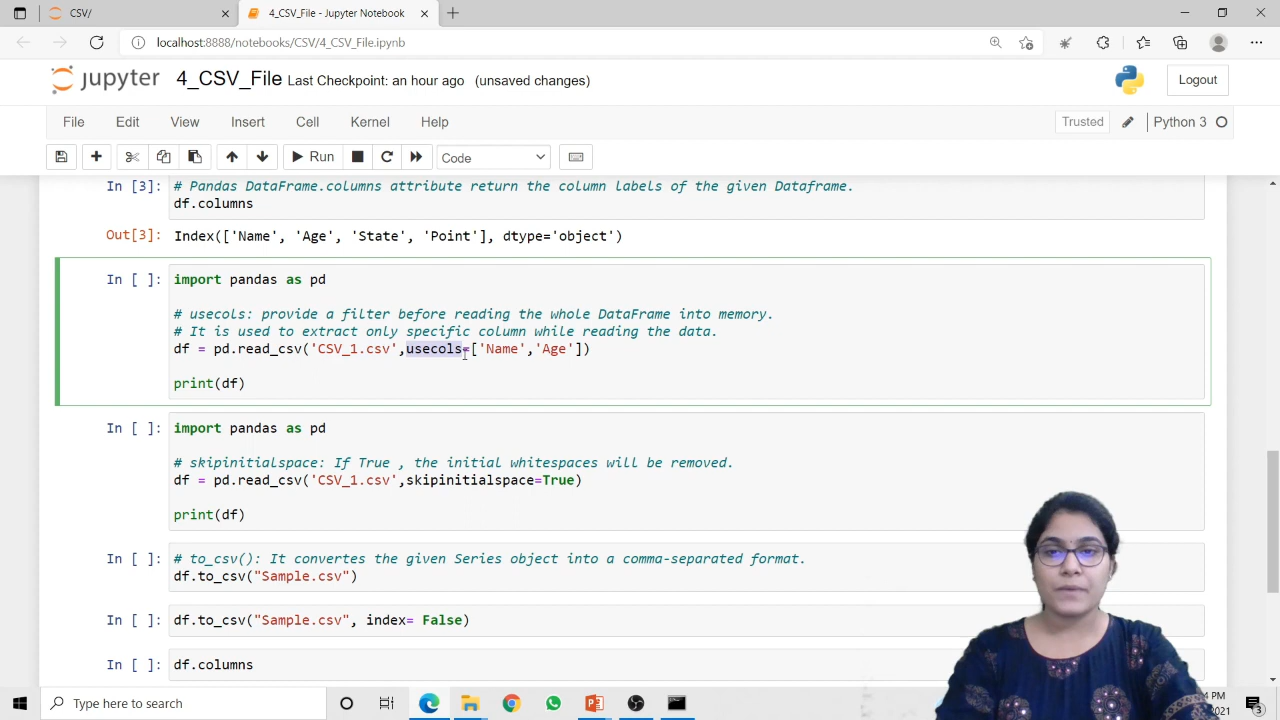 CSV/
4_CSV_File - Jupyter Notebook
localhost:8888/notebooks/CSV/4_CSV_File.ipynb
jupyter 4_CSV_File Last Checkpoint: an hour ago (unsaved changes)
Logout
File Edit View Insert Cell Kernel Help
Trusted Python 3
Run Code
In [3]: # Pandas DataFrame.columns attribute return the column labels of the given Dataframe.
df.columns
Out[3]: Index(['Name', 'Age', 'State', 'Point'], dtype='object')
In [ ]: import pandas as pd
# usecols: provide a filter before reading the whole DataFrame into memory.
# It is used to extract only specific column while reading the data.
df = pd.read_csv('CSV_1.csv',usecols=['Name','Age'])
print(df)
In [ ]: import pandas as pd
# skipinitialspace: If True , the initial whitespaces will be removed.
df = pd.read_csv('CSV_1.csv',skipinitialspace=True)
print(df)
In [ ]: # to_csv(): It converts the given Series object into a comma-separated format.
df.to_csv("Sample.csv")
In [ ]: df.to_csv("Sample.csv", index= False)
In [ ]: df.columns
Type here to search
4 PM
2021
3